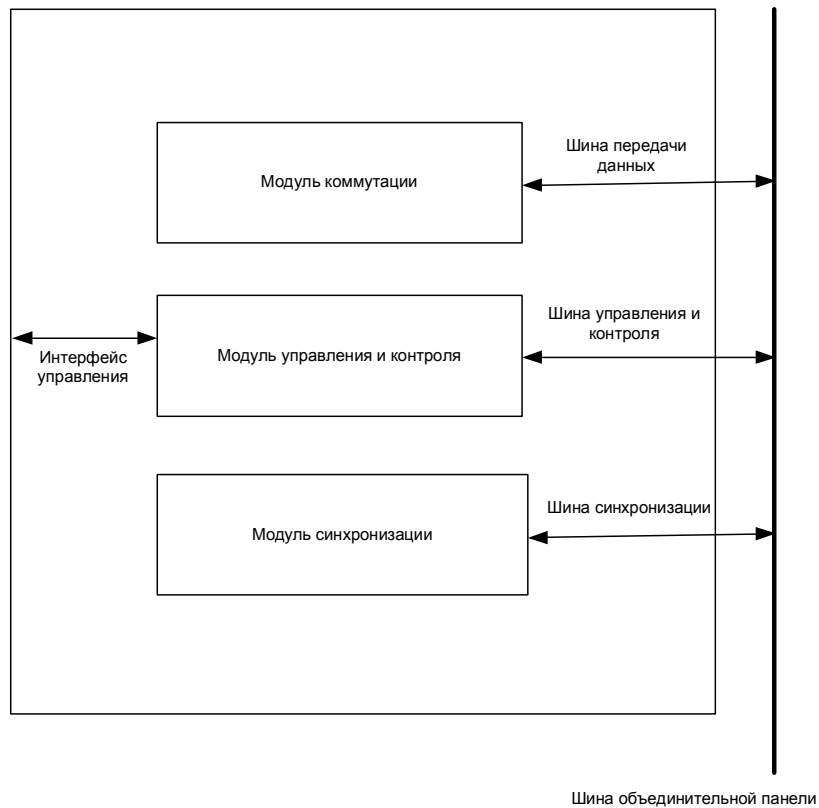 Шина передачи
данных
Модуль коммутации
Шина управления и
контроля
Модуль управления и контроля
Интерфейс
управления
Шина синхронизации
Модуль синхронизации
Шина объединительной панели